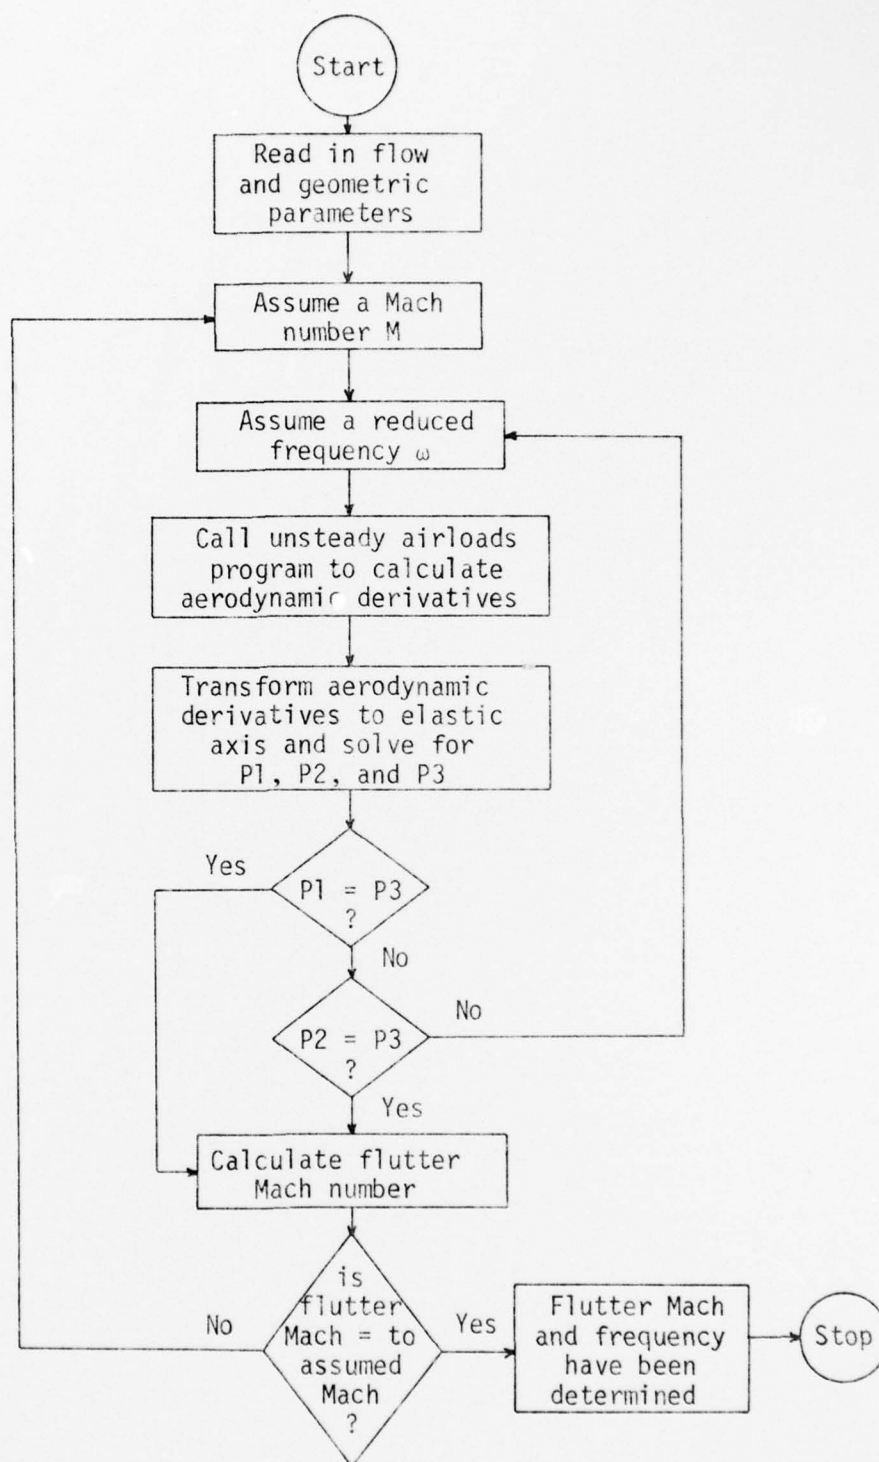 Start
Read in flow
and geometric
parameters
Assume a Mach
number M
Assume a reduced
frequency ω
Call unsteady airloads
program to calculate
aerodynamic derivatives
Transform aerodynamic
derivatives to elastic
axis and solve for
P1, P2, and P3
Yes
P1 = P3
?
No
P2 = P3
?
No
Yes
Calculate flutter
Mach number
is
flutter
Mach = to
assumed
Mach
?
No
Yes
Flutter Mach
and frequency
have been
determined
Stop